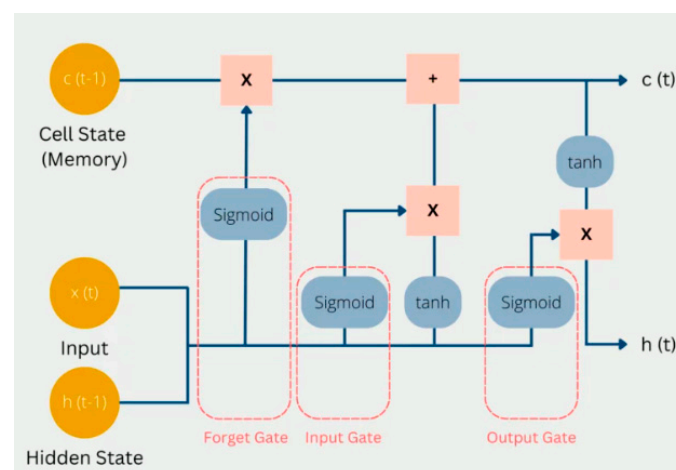 c (t-1)
X
+
c (t)
Cell State
(Memory)
tanh
Sigmoid
X
X
x (t)
Sigmoid
tanh
Sigmoid
Input
h (t)
h (t-1)
Forget Gate
Input Gate
Output Gate
Hidden State